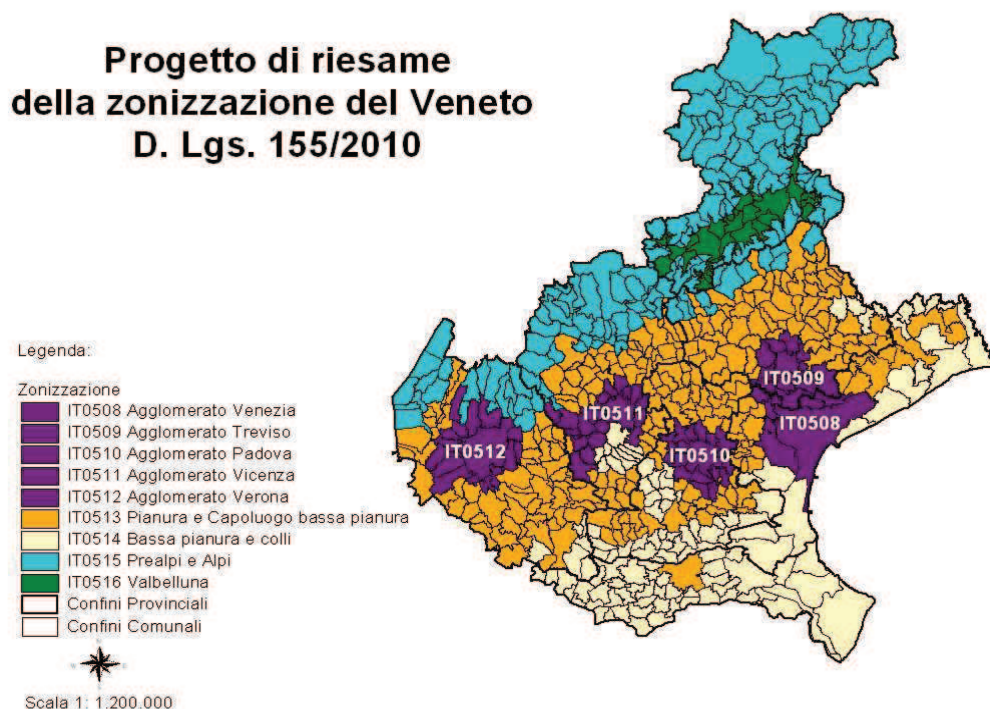 Progetto di riesame
della zonizzazione del Veneto
D. Lgs. 155/2010
IT0509
IT0511
IT0508
IT0512
IT0510
Legenda:
Zonizzazione
IT0508 Agglomerato Venezia
IT0509 Agglomerato Treviso
IT0510 Agglomerato Padova
IT0511 Agglomerato Vicenza
IT0512 Agglomerato Verona
IT0513 Pianura e Capoluogo bassa pianura
IT0514 Bassa pianura e colli
IT0515 Prealpi e Alpi
IT0516 Valbelluna
Confini Provinciali
Confini Comunali
Scala 1: 1.200.000